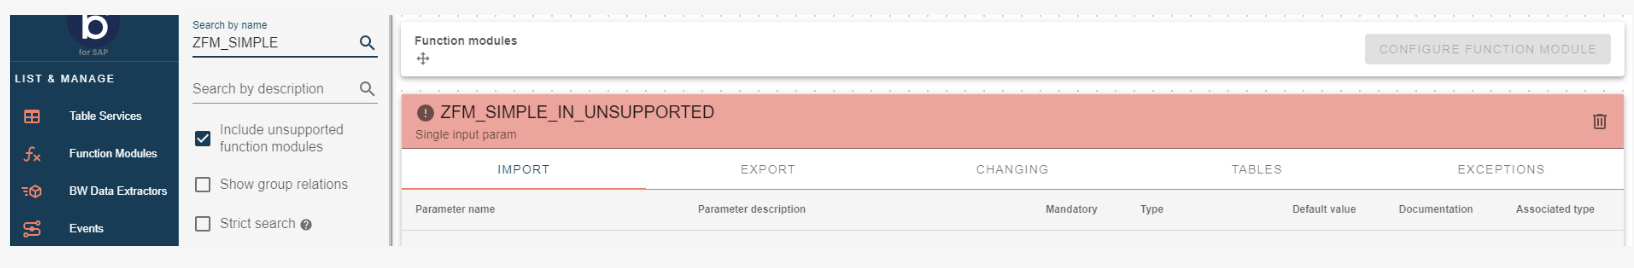 b
for SAP
LIST & MANAGE
Table Services
Function Modules
BW Data Extractors
Events
Search by name
ZFM_SIMPLE
Search by description
Include unsupported
function modules
Show group relations
Strict search
Function modules
CONFIGURE FUNCTION MODULE
ZFM_SIMPLE_IN_UNSUPPORTED
Single input param
IMPORT EXPORT CHANGING TABLES EXCEPTIONS
Parameter name Parameter description Mandatory Type Default value Documentation Associated type